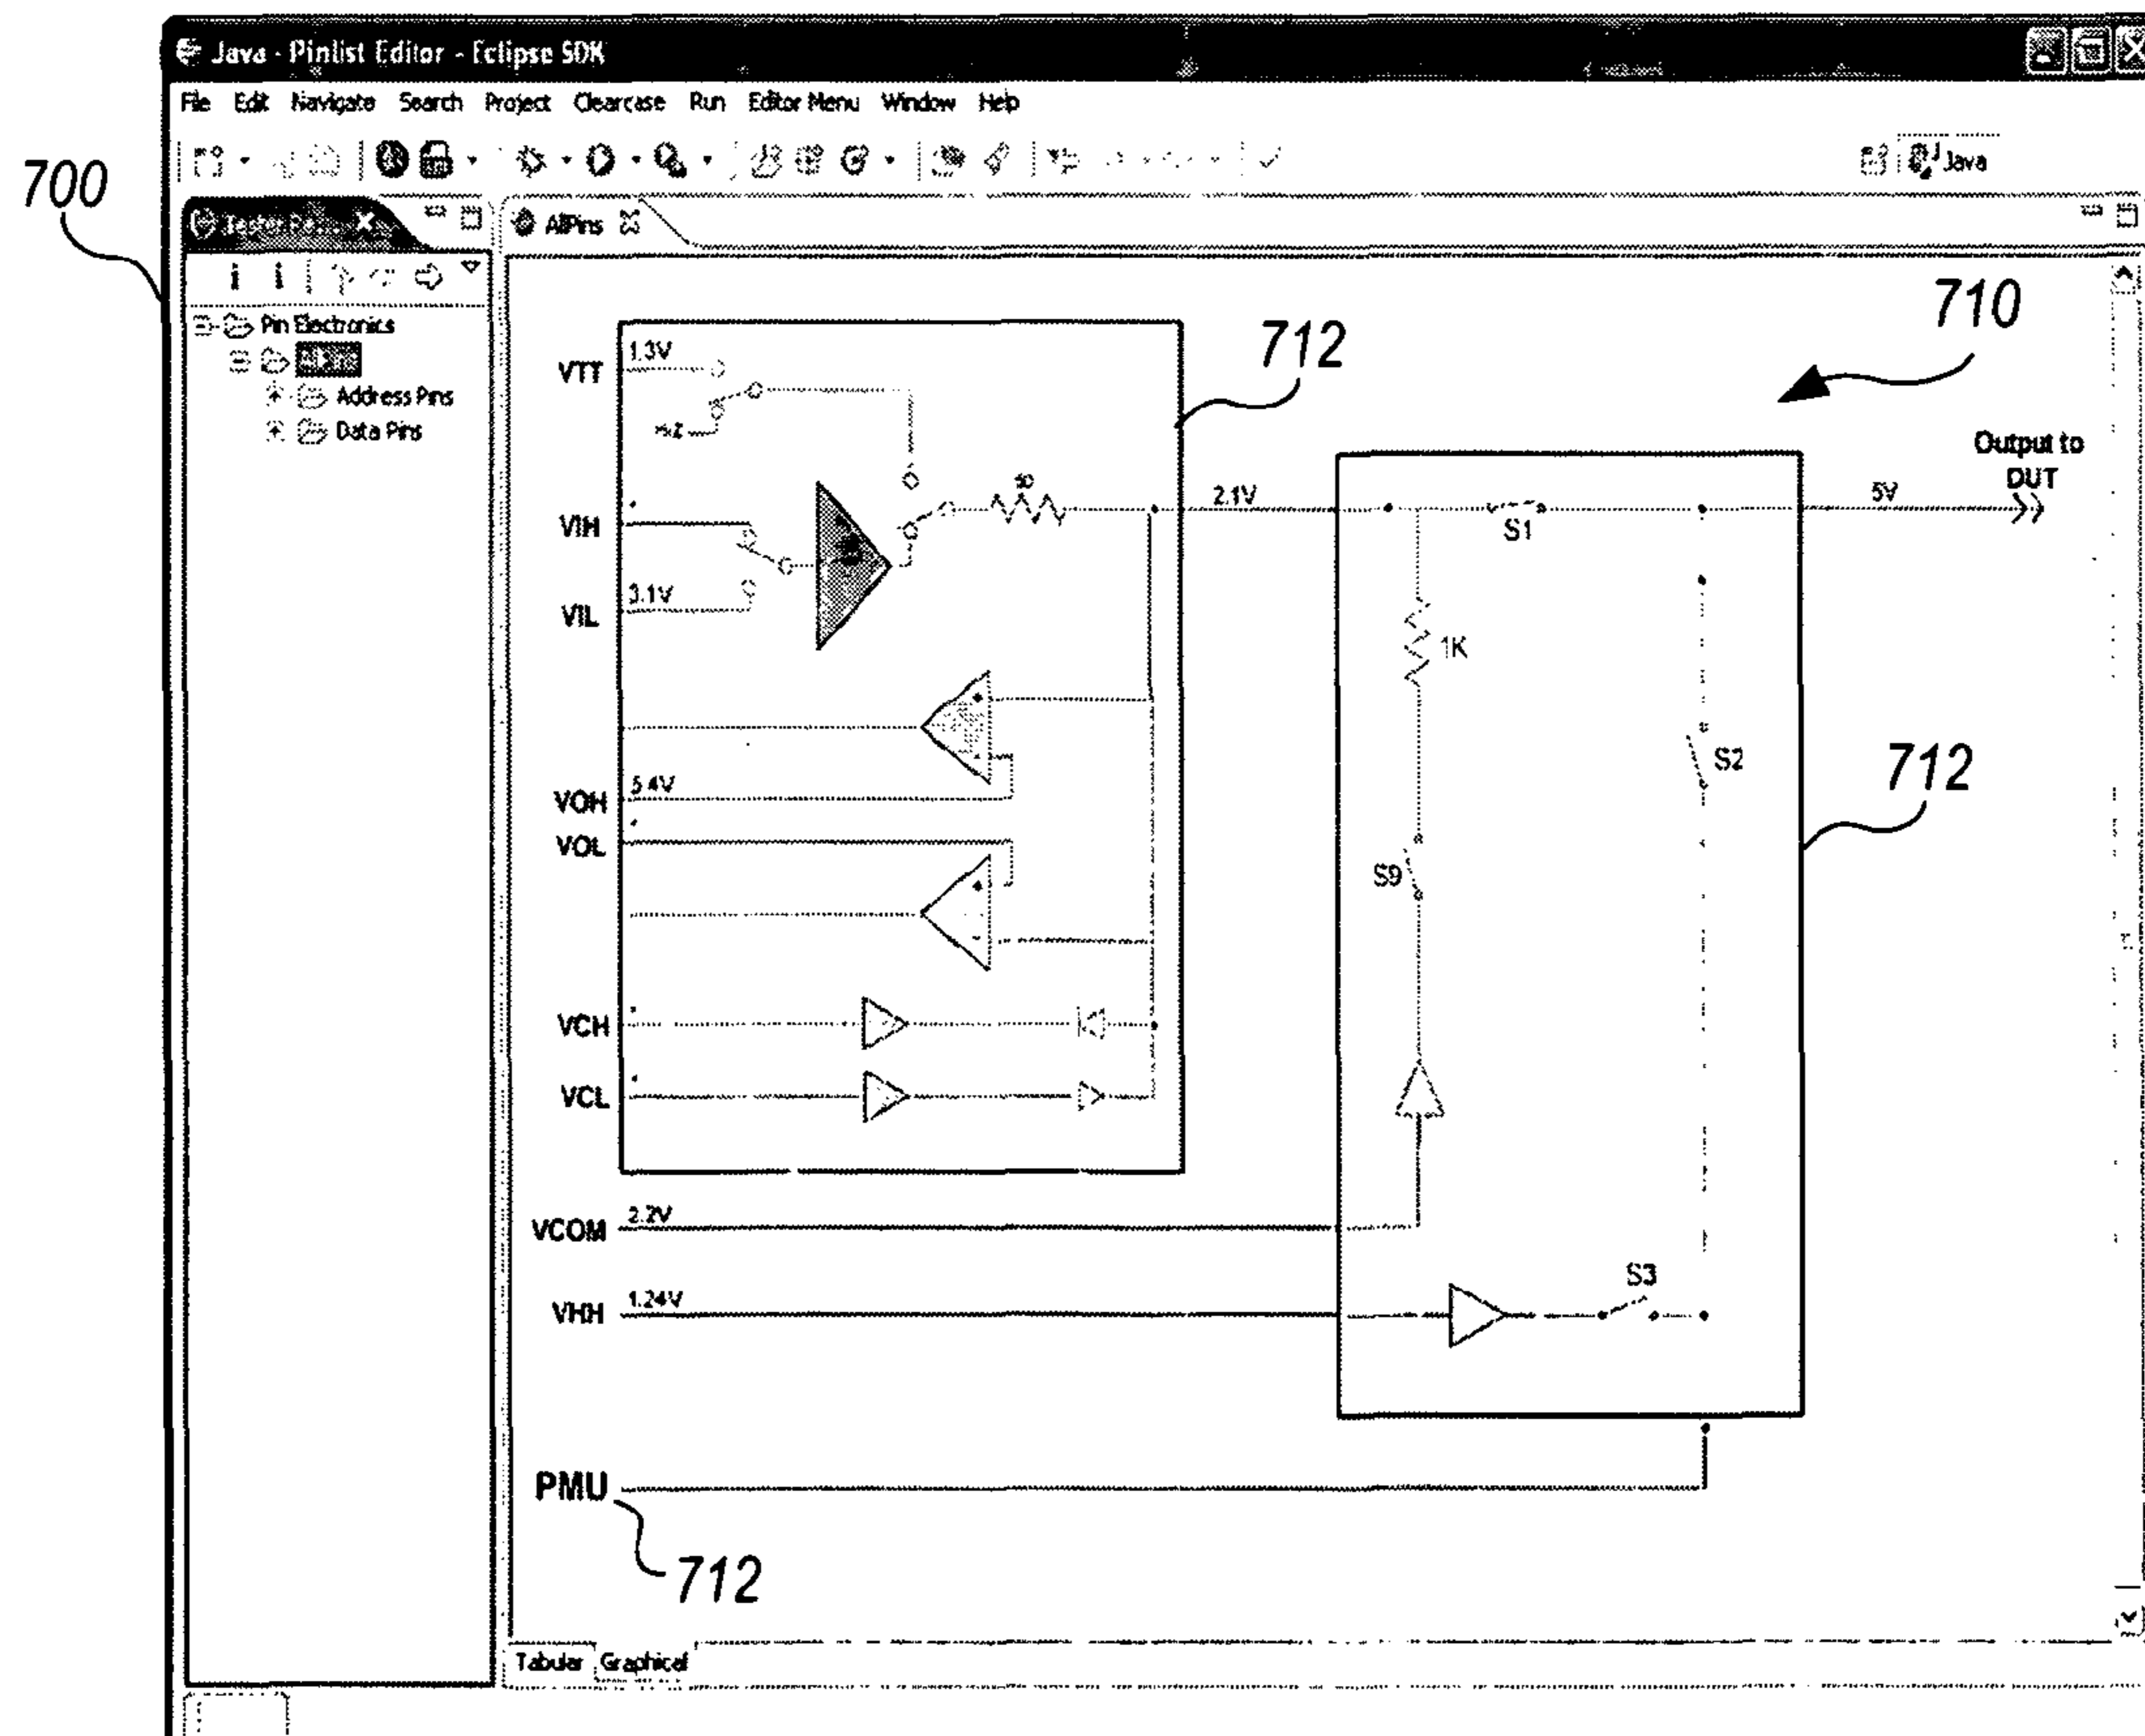 Java - Pinlist Editor - Eclipse SDK
File Edit Navigate Search Project Clearcase Run Editor Menu Window Help
Java
700
AllPins
Pin Electronics
Address Pins
Data Pins
710
712
VTT 1.3V
HiZ
Output to
DUT
50
2.1V
5V
VIH
S1
VIL 3.1V
1K
S2
712
VOH 5.4V
VOL
S9
VCH
VCL
VCOM 2.2V
S3
VHH 1.24V
PMU
712
Tabular Graphical